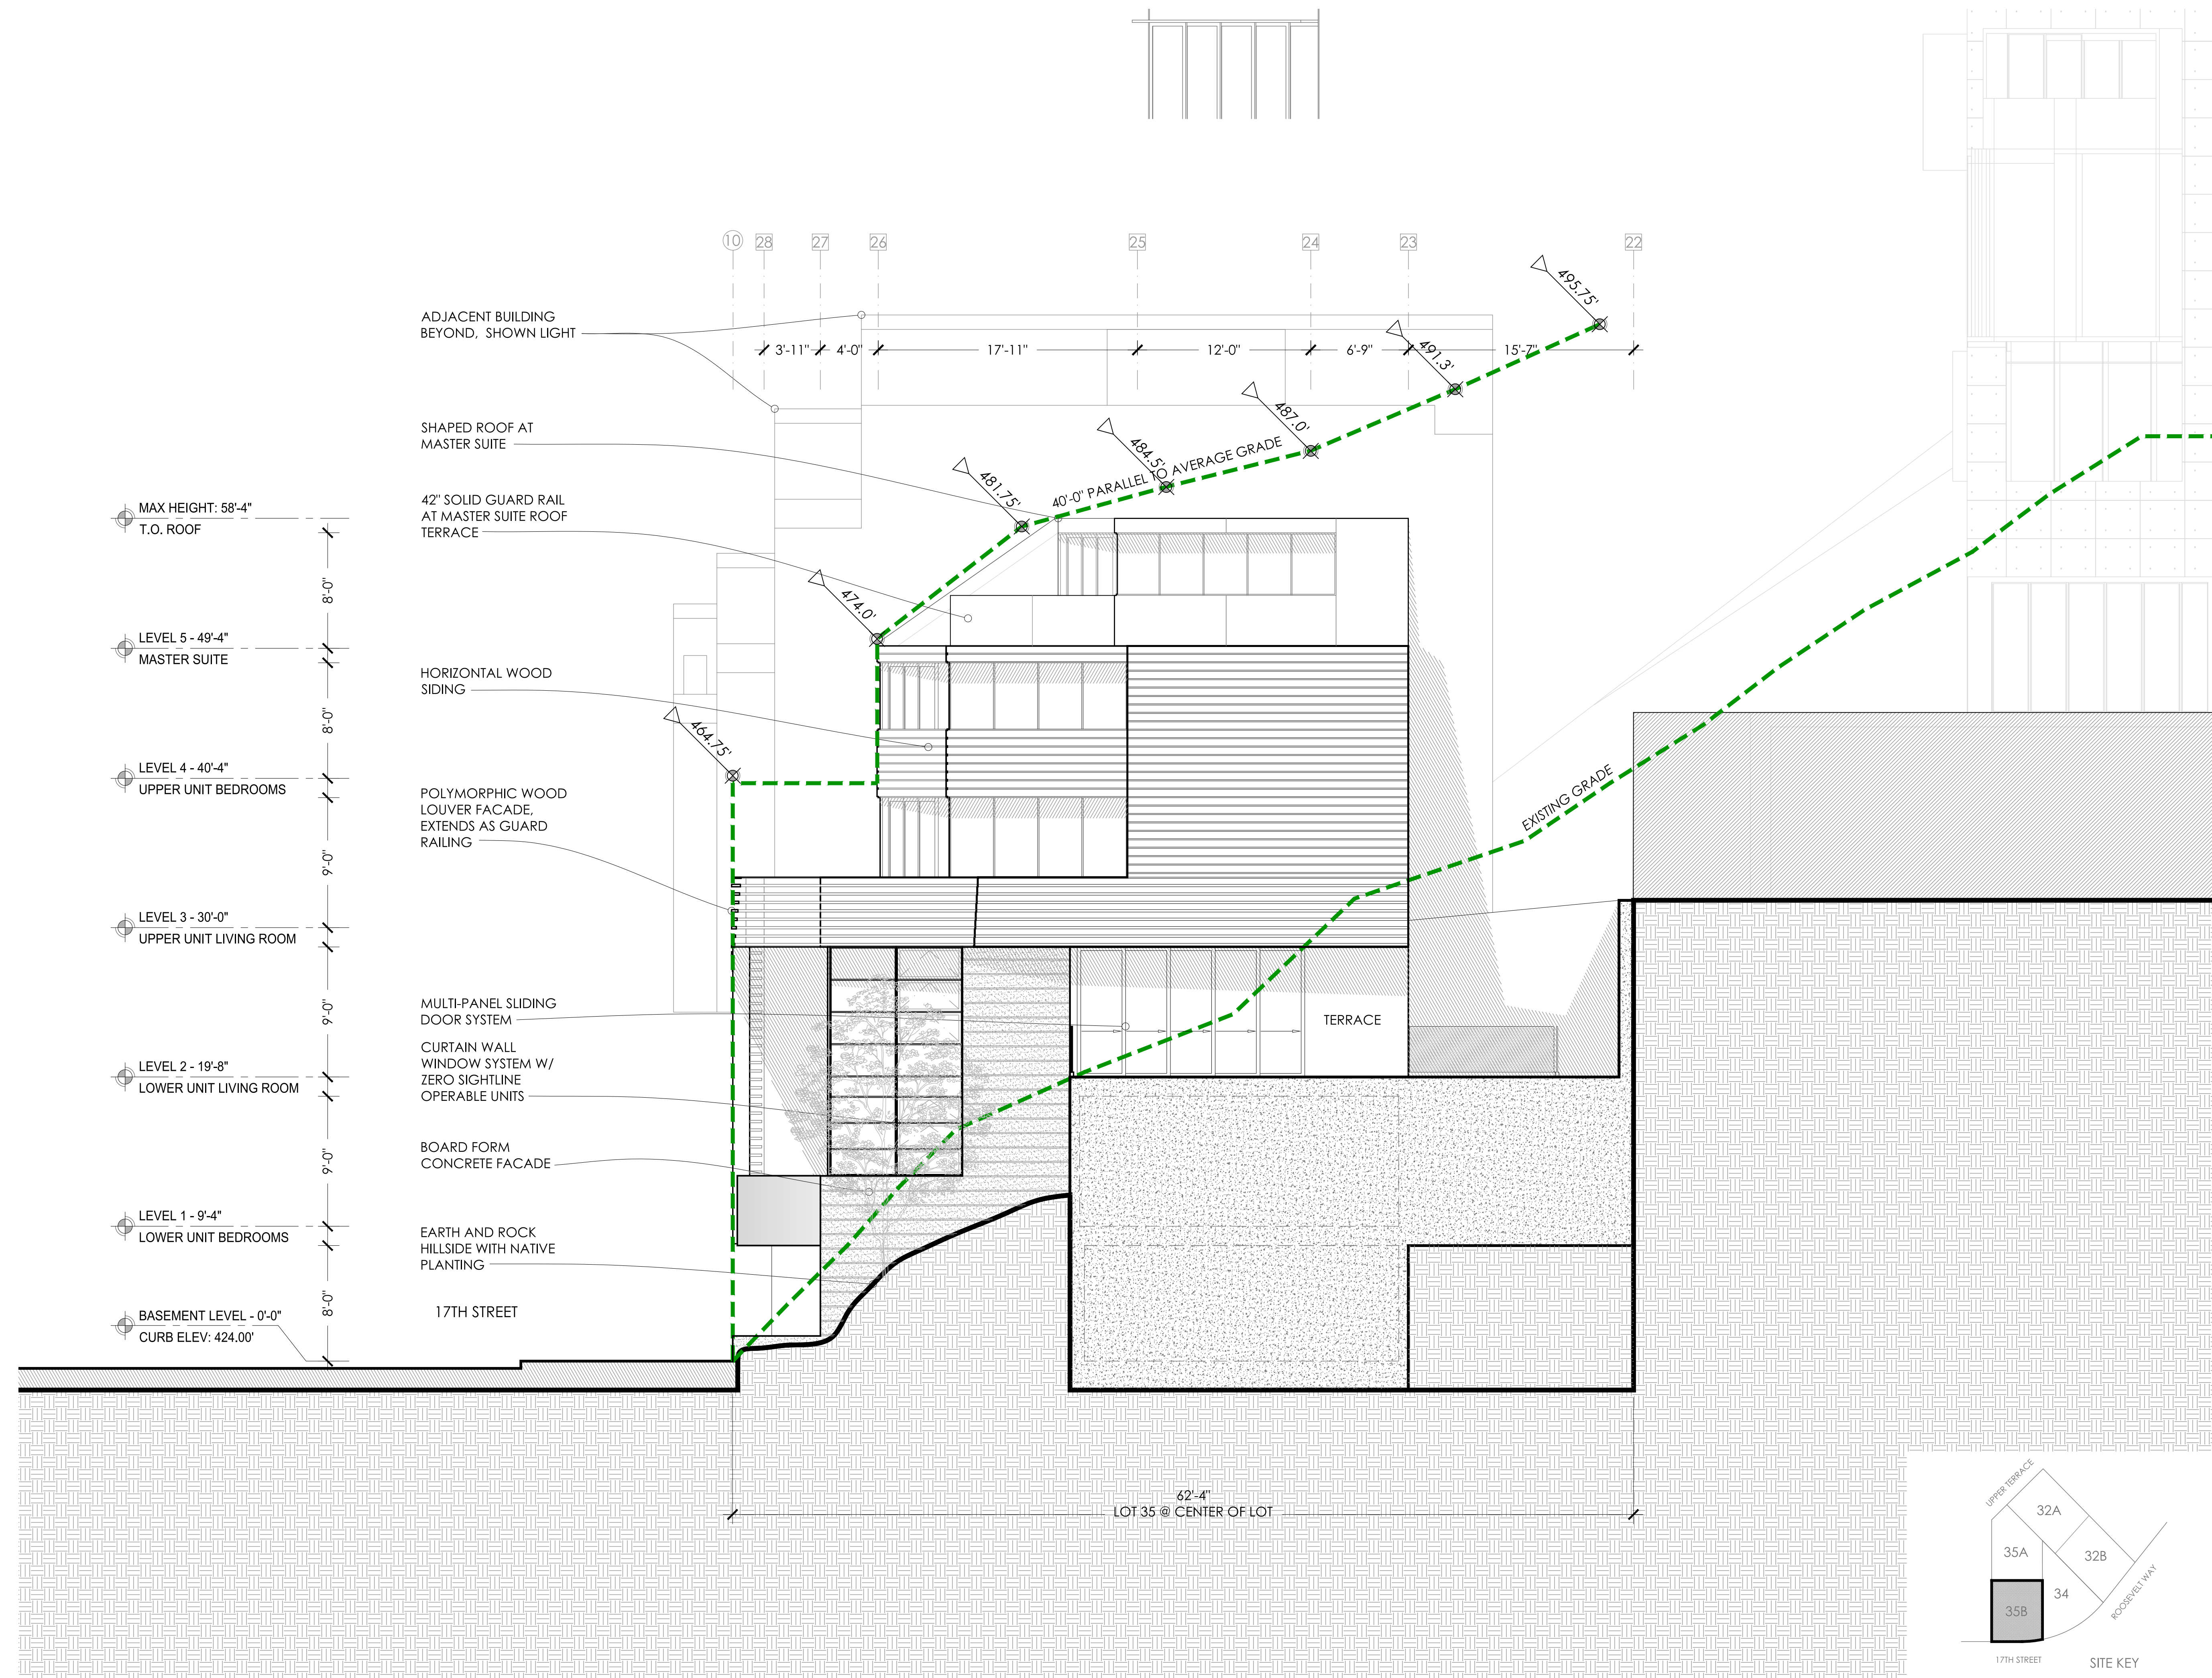 10
28
27
26
25
24
23
22
495.75'
ADJACENT BUILDING
BEYOND, SHOWN LIGHT
3'-11"
4'-0"
17'-11"
12'-0"
6'-9"
15'-7"
491.3'
487.0'
484.5'
481.75'
40'-0" PARALLEL TO AVERAGE GRADE
SHAPED ROOF AT
MASTER SUITE
42" SOLID GUARD RAIL
AT MASTER SUITE ROOF
TERRACE
MAX HEIGHT: 58'-4"
T.O. ROOF
8'-0"
474.0'
LEVEL 5 - 49'-4"
MASTER SUITE
HORIZONTAL WOOD
SIDING
8'-0"
464.75'
LEVEL 4 - 40'-4"
UPPER UNIT BEDROOMS
POLYMORPHIC WOOD
LOUVER FACADE,
EXTENDS AS GUARD
RAILING
EXISTING GRADE
9'-0"
LEVEL 3 - 30'-0"
UPPER UNIT LIVING ROOM
9'-0"
MULTI-PANEL SLIDING
DOOR SYSTEM
TERRACE
CURTAIN WALL
WINDOW SYSTEM W/
ZERO SIGHTLINE
OPERABLE UNITS
LEVEL 2 - 19'-8"
LOWER UNIT LIVING ROOM
9'-0"
BOARD FORM
CONCRETE FACADE
LEVEL 1 - 9'-4"
LOWER UNIT BEDROOMS
EARTH AND ROCK
HILLSIDE WITH NATIVE
PLANTING
8'-0"
17TH STREET
BASEMENT LEVEL - 0'-0"
CURB ELEV: 424.00'
62'-4"
LOT 35 @ CENTER OF LOT
UPPER TERRACE
32A
35A
32B
34
35B
ROOSEVELT WAY
17TH STREET
SITE KEY